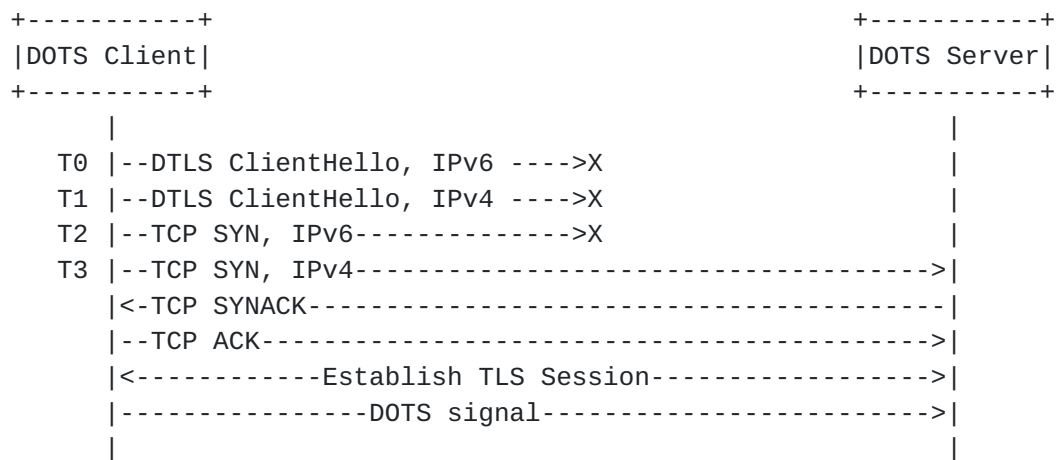 +-----------+                                         +-----------+
|DOTS Client|                                         |DOTS Server|
+-----------+                                         +-----------+
      |                                                     |
   T0 |--DTLS ClientHello, IPv6 ---->X                      |
   T1 |--DTLS ClientHello, IPv4 ---->X                      |
   T2 |--TCP SYN, IPv6-------------->X                      |
   T3 |--TCP SYN, IPv4------------------------------------->|
      |<-TCP SYNACK-----------------------------------------|
      |--TCP ACK------------------------------------------->|
      |<------------Establish TLS Session------------------>|
      |----------------DOTS signal------------------------->|
      |                                                     |